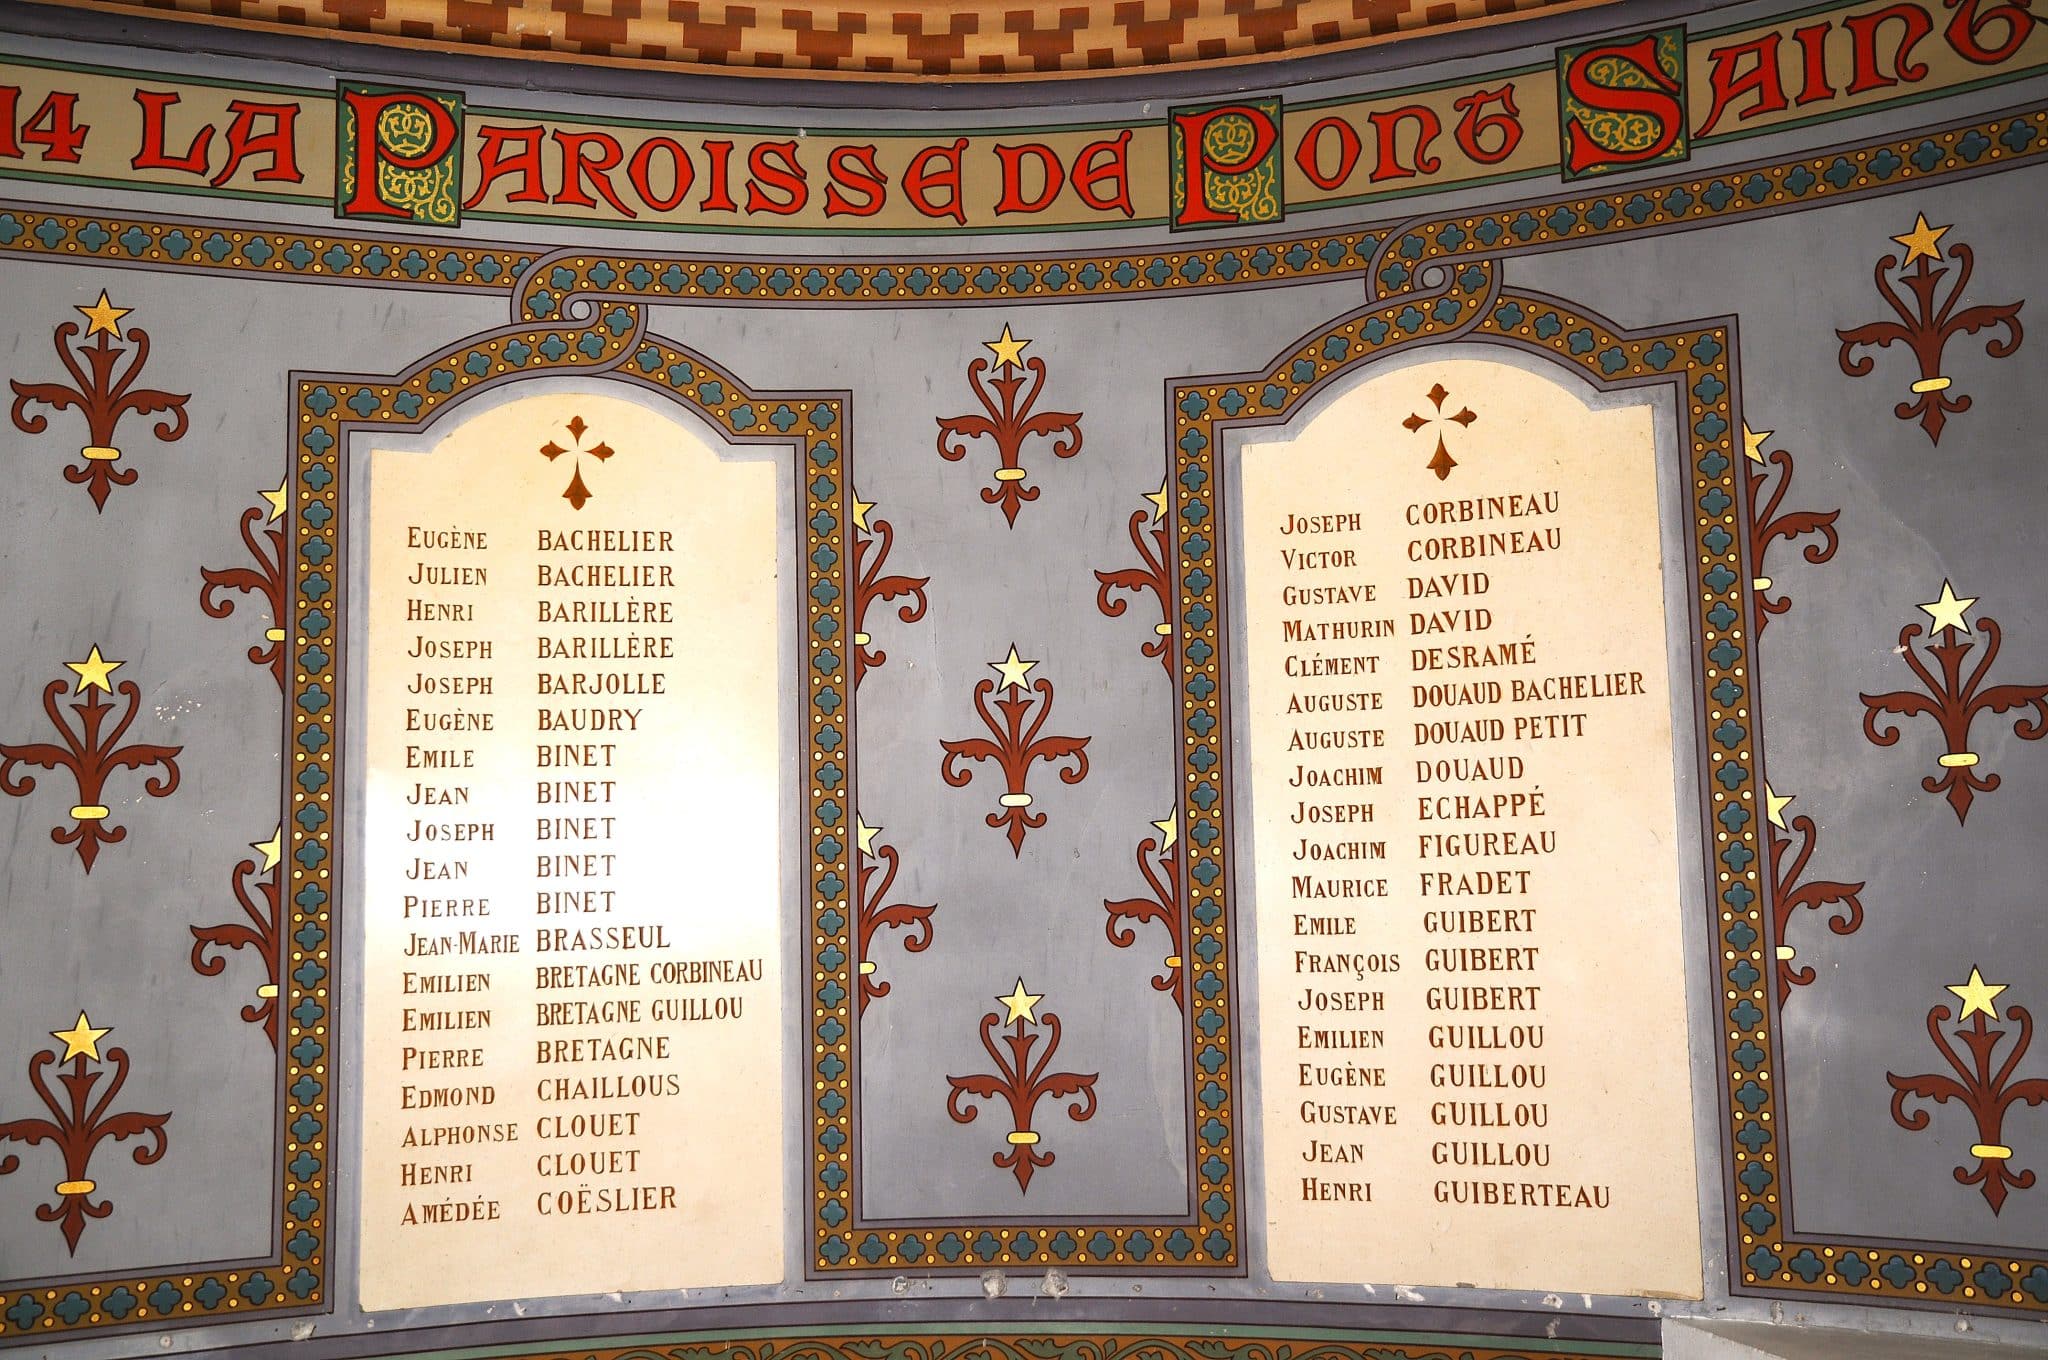 14 LA PAROISSE DE PONT SAINT
EUGÈNE BACHELIER
JULIEN BACHELIER
HENRI BARILLÈRE
JOSEPH BARILLÈRE
JOSEPH BARJOLLE
EUGÈNE BAUDRY
EMILE BINET
JEAN BINET
JOSEPH BINET
JEAN BINET
PIERRE BINET
JEAN-MARIE BRASSEUL
EMILIEN BRETAGNE CORBINEAU
EMILIEN BRETAGNE GUILLOU
PIERRE BRETAGNE
EDMOND CHAILLOUS
ALPHONSE CLOUET
HENRI CLOUET
AMÉDÉE COËSLIER
JOSEPH CORBINEAU
VICTOR CORBINEAU
GUSTAVE DAVID
MATHURIN DAVID
CLÉMENT DESRAMÉ
AUGUSTE DOUAUD BACHELIER
AUGUSTE DOUAUD PETIT
JOACHIM DOUAUD
JOSEPH ECHAPPÉ
JOACHIM FIGUREAU
MAURICE FRADET
EMILE GUIBERT
FRANÇOIS GUIBERT
JOSEPH GUIBERT
EMILIEN GUILLOU
EUGÈNE GUILLOU
GUSTAVE GUILLOU
JEAN GUILLOU
HENRI GUIBERTEAU